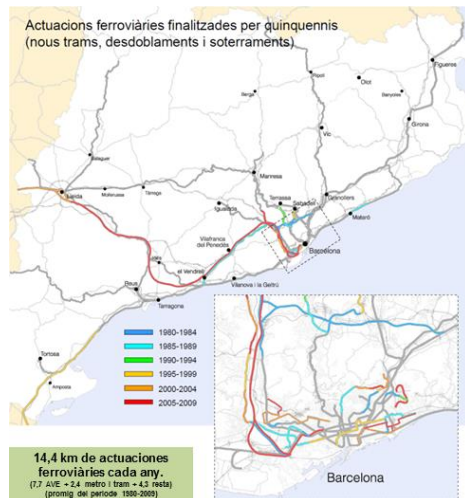 Actuacions ferroviàries finalitzades per quinquennis
(nous trams, desdoblaments i soterraments)
Figueres
Ripoll
Olot
Berga
Banyoles
Girona
Vic
Balaguer
Manresa
Lleida
Mollerussa
Tàrrega
Igualada
Terrassa
Sabadell
Granollers
Mataró
Vilafranca
del Penedès
Barcelona
Valls
el Vendrell
Reus
Vilanova i la Geltrú
Tarragona
1980-1984
1985-1989
1990-1994
1995-1999
2000-2004
2005-2009
Tortosa
Amposta
14,4 km de actuaciones
ferroviàries cada any.
(7,7 AVE + 2,4 metro i tram + 4,3 resta)
(promig del període 1980-2009)
Barcelona